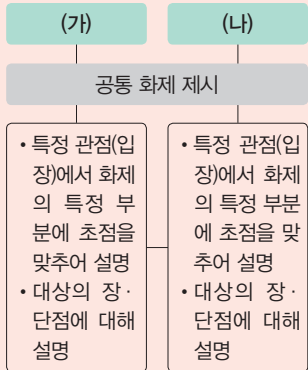 (가)
(나)
공통 화제 제시
• 특정 관점(입
장)에서 화제
의 특정 부
분에 초점을
맞추어 설명
• 대상의 장·
단점에 대해
설명
• 특정 관점(입
장)에서 화제
의 특정 부분
에 초점을 맞
추어 설명
• 대상의 장·
단점에 대해
설명